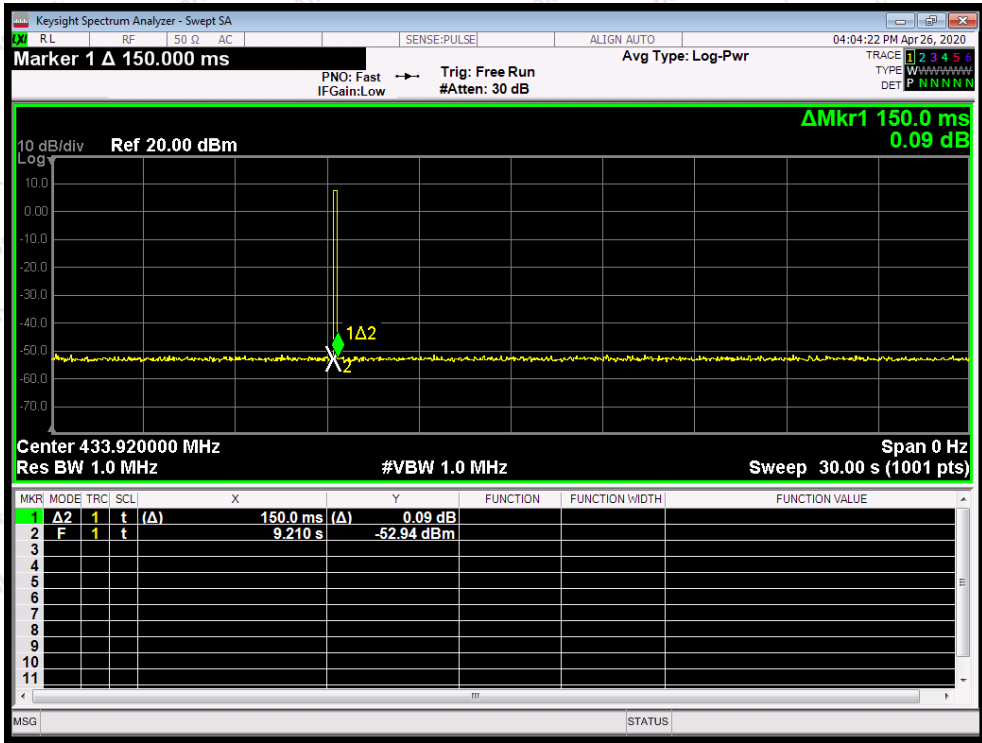 Keysight Spectrum Analyzer - Swept SA
LXI RL RF 50 Ω AC SENSE:PULSE ALIGN AUTO 04:04:22 PM Apr 26, 2020
Marker 1 Δ 150.000 ms
PNO: Fast
IFGain:Low
Trig: Free Run
#Atten: 30 dB
Avg Type: Log-Pwr
TRACE 1 2 3 4 5 6
TYPE WWWWWW
DET P N N N N N
ΔMkr1 150.0 ms
0.09 dB
10 dB/div Ref 20.00 dBm
Log
10.0
0.00
-10.0
-20.0
-30.0
-40.0
-50.0
-60.0
-70.0
1Δ2
2
Center 433.920000 MHz Span 0 Hz
Res BW 1.0 MHz #VBW 1.0 MHz Sweep 30.00 s (1001 pts)
MKR MODE TRC SCL X Y FUNCTION FUNCTION WIDTH FUNCTION VALUE
1 Δ2 1 t (Δ) 150.0 ms (Δ) 0.09 dB
2 F 1 t 9.210 s -52.94 dBm
3
4
5
6
7
8
9
10
11
MSG STATUS